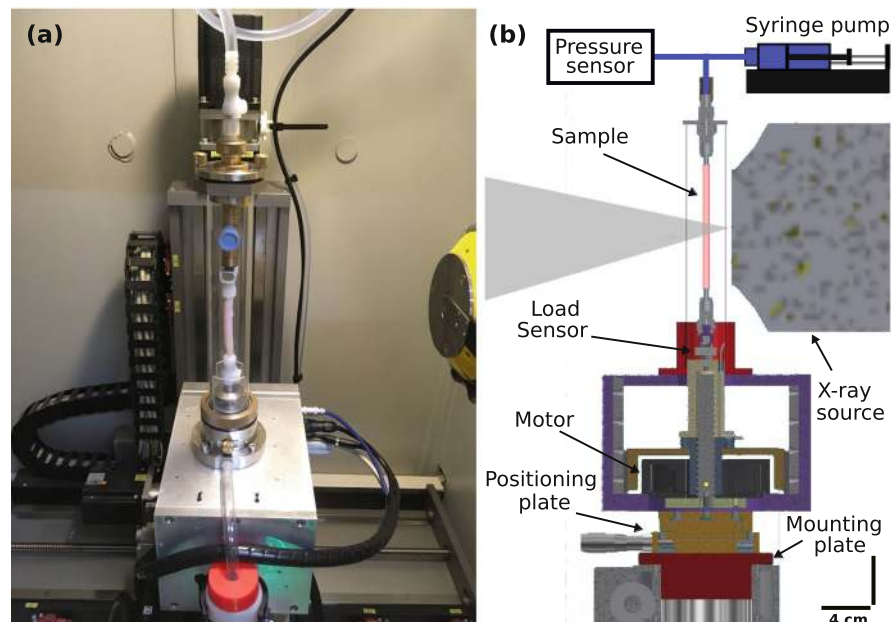 (a)
(b)
Syringe pump
Pressure
sensor
Sample
Load
Sensor
X-ray
source
Motor
Positioning
plate
Mounting
plate
4 cm